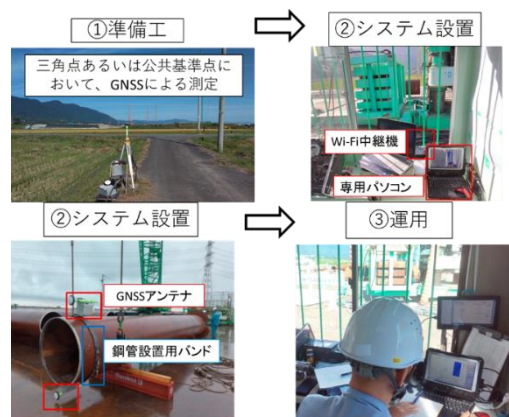 ①準備工
②システム設置
三角点あるいは公共基準点に
おいて、GNSSによる測定
Wi-Fi中継機
専用パソコン
②システム設置
③運用
GNSSアンテナ
鋼管設置用バンド